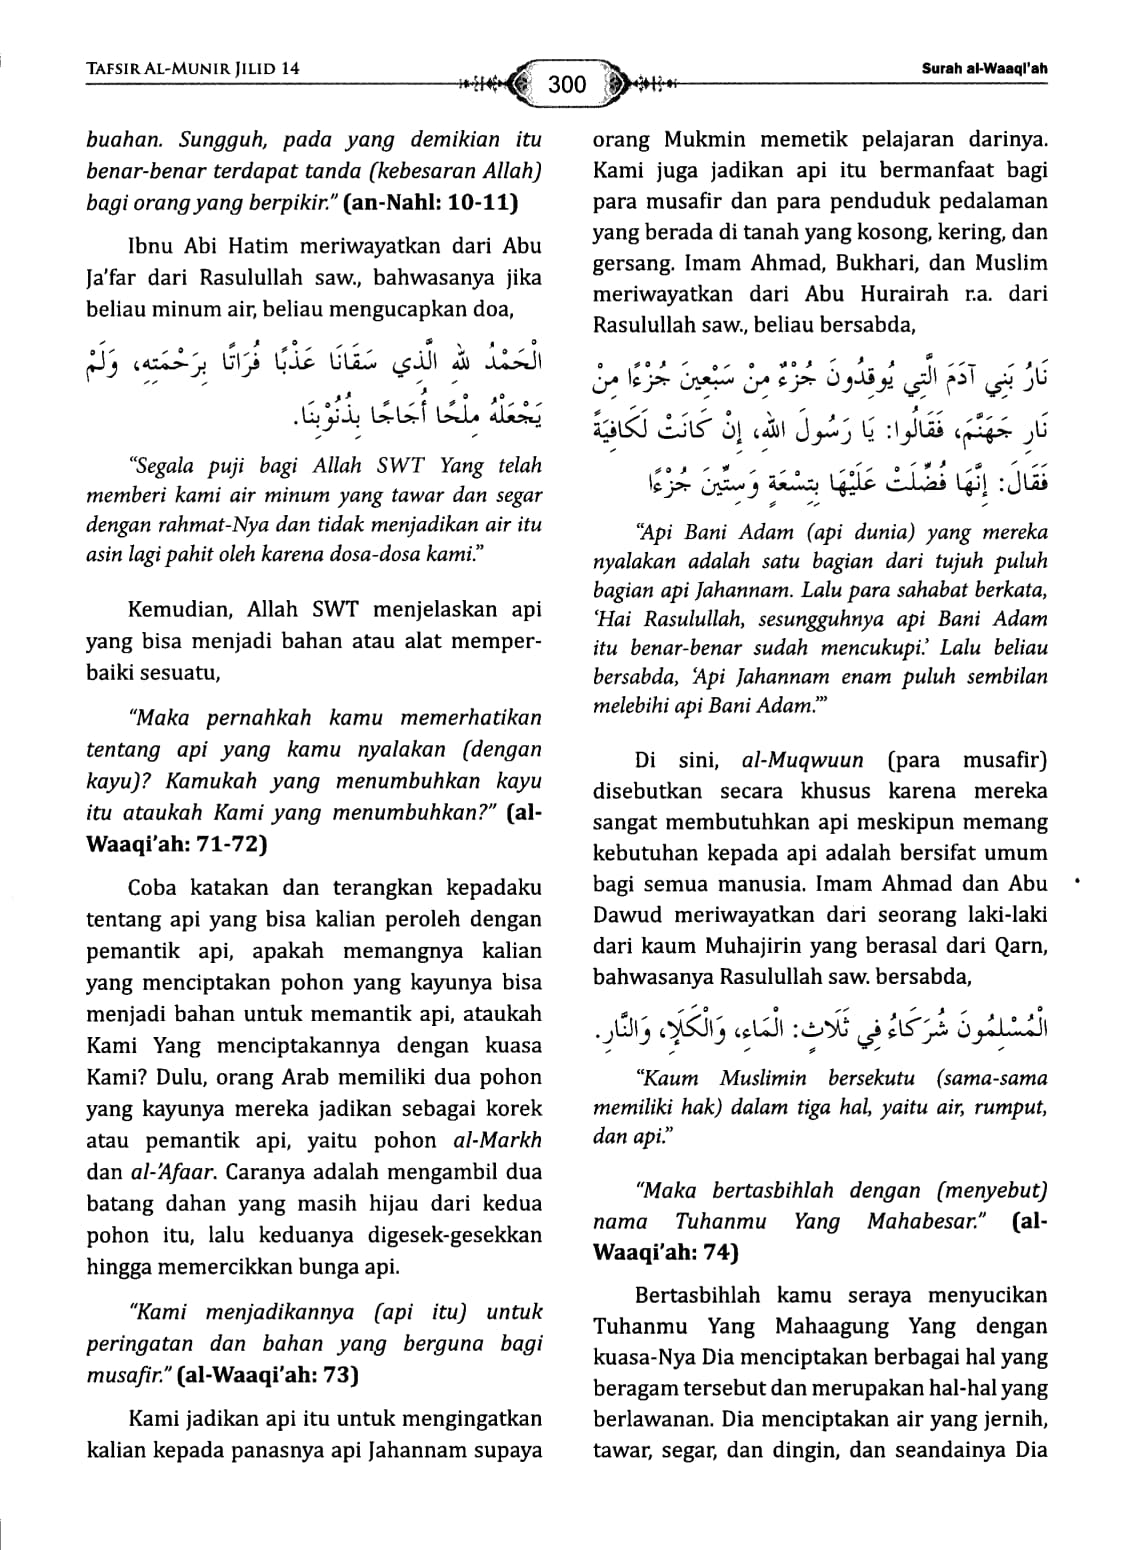 TAFSIR AL-MUNIR JILID 14
300
Surah al-Waaqi'ah
buahan. Sungguh, pada yang demikian itu
benar-benar terdapat tanda (kebesaran Allah)
bagi orang yang berpikir." (an-Nahl: 10-11)
Ibnu Abi Hatim meriwayatkan dari Abu
Ja'far dari Rasulullah saw., bahwasanya jika
beliau minum air, beliau mengucapkan doa,
الْحَمْدُ لله الَّذِي سَقَانَا عَذْبًا فُرَاتًا بِرَحْمَتِهِ، وَلَمْ
يَجْعَلْهُ مِلْحًا أُجَاجًا بِذُنُوْبِنَا.
"Segala puji bagi Allah SWT Yang telah
memberi kami air minum yang tawar dan segar
dengan rahmat-Nya dan tidak menjadikan air itu
asin lagi pahit oleh karena dosa-dosa kami."
Kemudian, Allah SWT menjelaskan api
yang bisa menjadi bahan atau alat memper-
baiki sesuatu,
"Maka pernahkah kamu memerhatikan
tentang api yang kamu nyalakan (dengan
kayu)? Kamukah yang menumbuhkan kayu
itu ataukah Kami yang menumbuhkan?" (al-
Waaqi'ah: 71-72)
Coba katakan dan terangkan kepadaku
tentang api yang bisa kalian peroleh dengan
pemantik api, apakah memangnya kalian
yang menciptakan pohon yang kayunya bisa
menjadi bahan untuk memantik api, ataukah
Kami Yang menciptakannya dengan kuasa
Kami? Dulu, orang Arab memiliki dua pohon
yang kayunya mereka jadikan sebagai korek
atau pemantik api, yaitu pohon al-Markh
dan al-'Afaar. Caranya adalah mengambil dua
batang dahan yang masih hijau dari kedua
pohon itu, lalu keduanya digesek-gesekkan
hingga memercikkan bunga api.
"Kami menjadikannya (api itu) untuk
peringatan dan bahan yang berguna bagi
musafir." (al-Waaqi'ah: 73)
Kami jadikan api itu untuk mengingatkan
kalian kepada panasnya api Jahannam supaya
orang Mukmin memetik pelajaran darinya.
Kami juga jadikan api itu bermanfaat bagi
para musafir dan para penduduk pedalaman
yang berada di tanah yang kosong, kering, dan
gersang. Imam Ahmad, Bukhari, dan Muslim
meriwayatkan dari Abu Hurairah r.a. dari
Rasulullah saw., beliau bersabda,
نَارُ بَنِي آدَمَ الَّتِي يُوقِدُونَ جُزْءٌ مِنْ سَبْعِينَ جُزْءًا مِنْ
نَارِ جَهَنَّمَ، فَقَالُوا: يَا رَسُولَ الله، إِنْ كَانَتْ لَكَافِيَةً
فَقَالَ: إِنَّهَا فُضِّلَتْ عَلَيْهَا بِتِسْعَةٍ وَسِتِّينَ جُزْءًا
"Api Bani Adam (api dunia) yang mereka
nyalakan adalah satu bagian dari tujuh puluh
bagian api Jahannam. Lalu para sahabat berkata,
'Hai Rasulullah, sesungguhnya api Bani Adam
itu benar-benar sudah mencukupi.' Lalu beliau
bersabda, 'Api Jahannam enam puluh sembilan
melebihi api Bani Adam.'"
Di sini, al-Muqwuun (para musafir)
disebutkan secara khusus karena mereka
sangat membutuhkan api meskipun memang
kebutuhan kepada api adalah bersifat umum
bagi semua manusia. Imam Ahmad dan Abu
Dawud meriwayatkan dari seorang laki-laki
dari kaum Muhajirin yang berasal dari Qarn,
bahwasanya Rasulullah saw. bersabda,
الْمُسْلِمُونَ شُرَكَاءُ فِي ثَلَاثٍ: الْمَاءِ، وَالْكَلَإِ، وَالنَّارِ.
"Kaum Muslimin bersekutu (sama-sama
memiliki hak) dalam tiga hal, yaitu air, rumput,
dan api."
"Maka bertasbihlah dengan (menyebut)
nama Tuhanmu Yang Mahabesar." (al-
Waaqi'ah: 74)
Bertasbihlah kamu seraya menyucikan
Tuhanmu Yang Mahaagung Yang dengan
kuasa-Nya Dia menciptakan berbagai hal yang
beragam tersebut dan merupakan hal-hal yang
berlawanan. Dia menciptakan air yang jernih,
tawar, segar, dan dingin, dan seandainya Dia